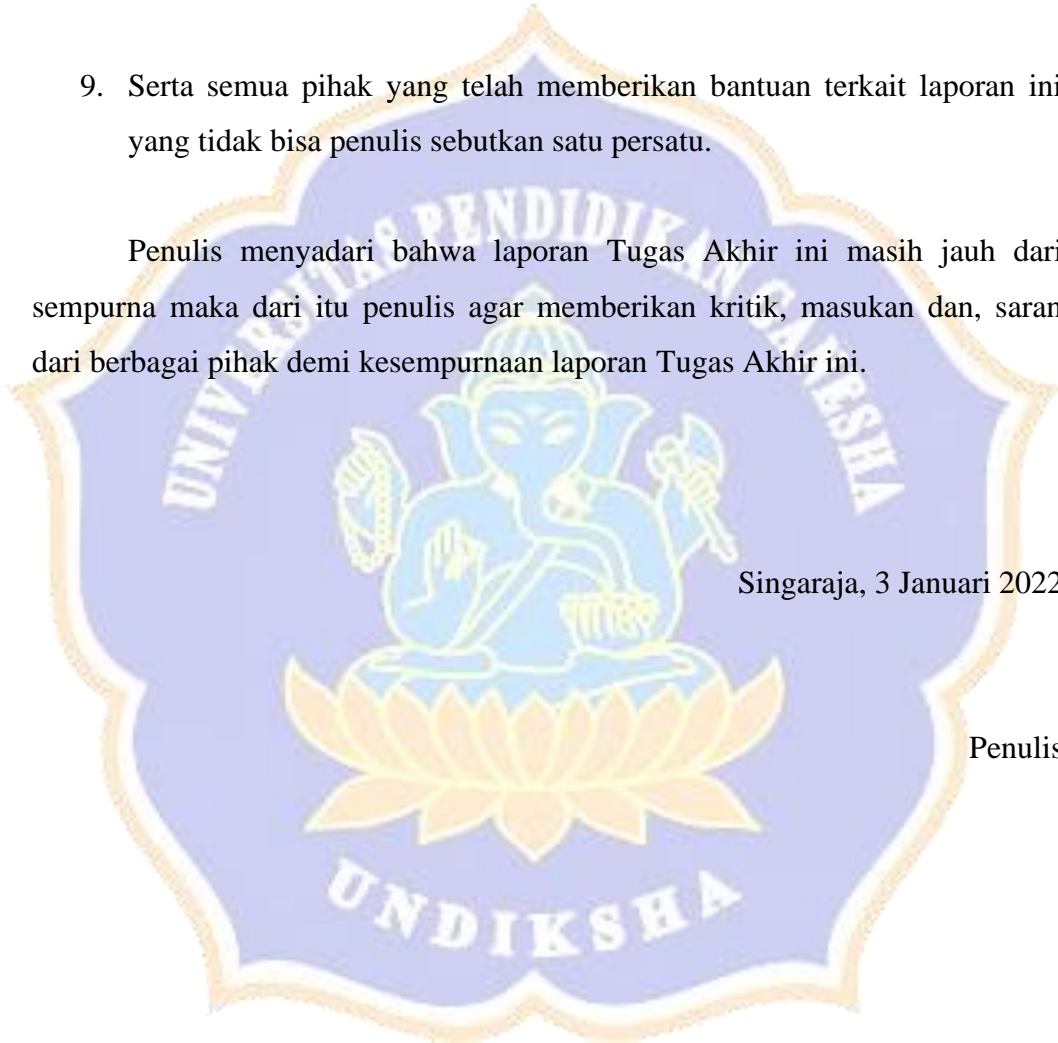 9. Serta semua pihak yang telah memberikan bantuan terkait laporan ini
yang tidak bisa penulis sebutkan satu persatu.
Penulis menyadari bahwa laporan Tugas Akhir ini masih jauh dari
sempurna maka dari itu penulis agar memberikan kritik, masukan dan, saran
dari berbagai pihak demi kesempurnaan laporan Tugas Akhir ini.
Singaraja, 3 Januari 2022
Penulis
UNIVERSITAS PENDIDIKAN GANESHA
UNDIKSHA